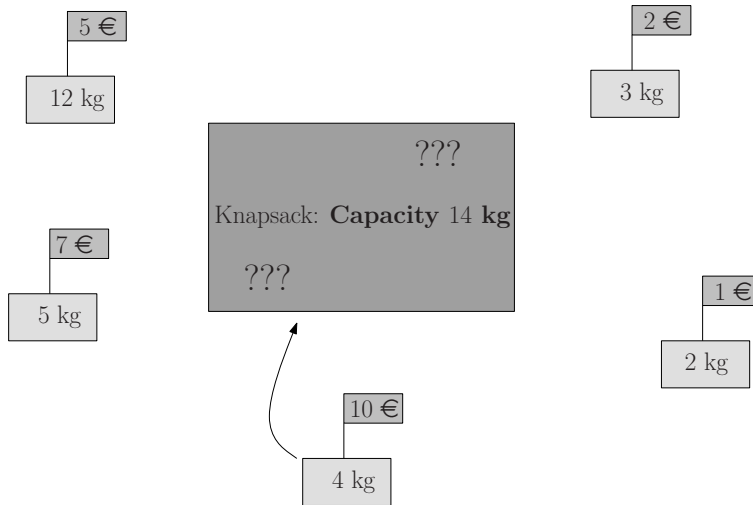 5 €
12 kg
2 €
3 kg
???
Knapsack: Capacity 14 kg
???
7 €
5 kg
1 €
2 kg
10 €
4 kg